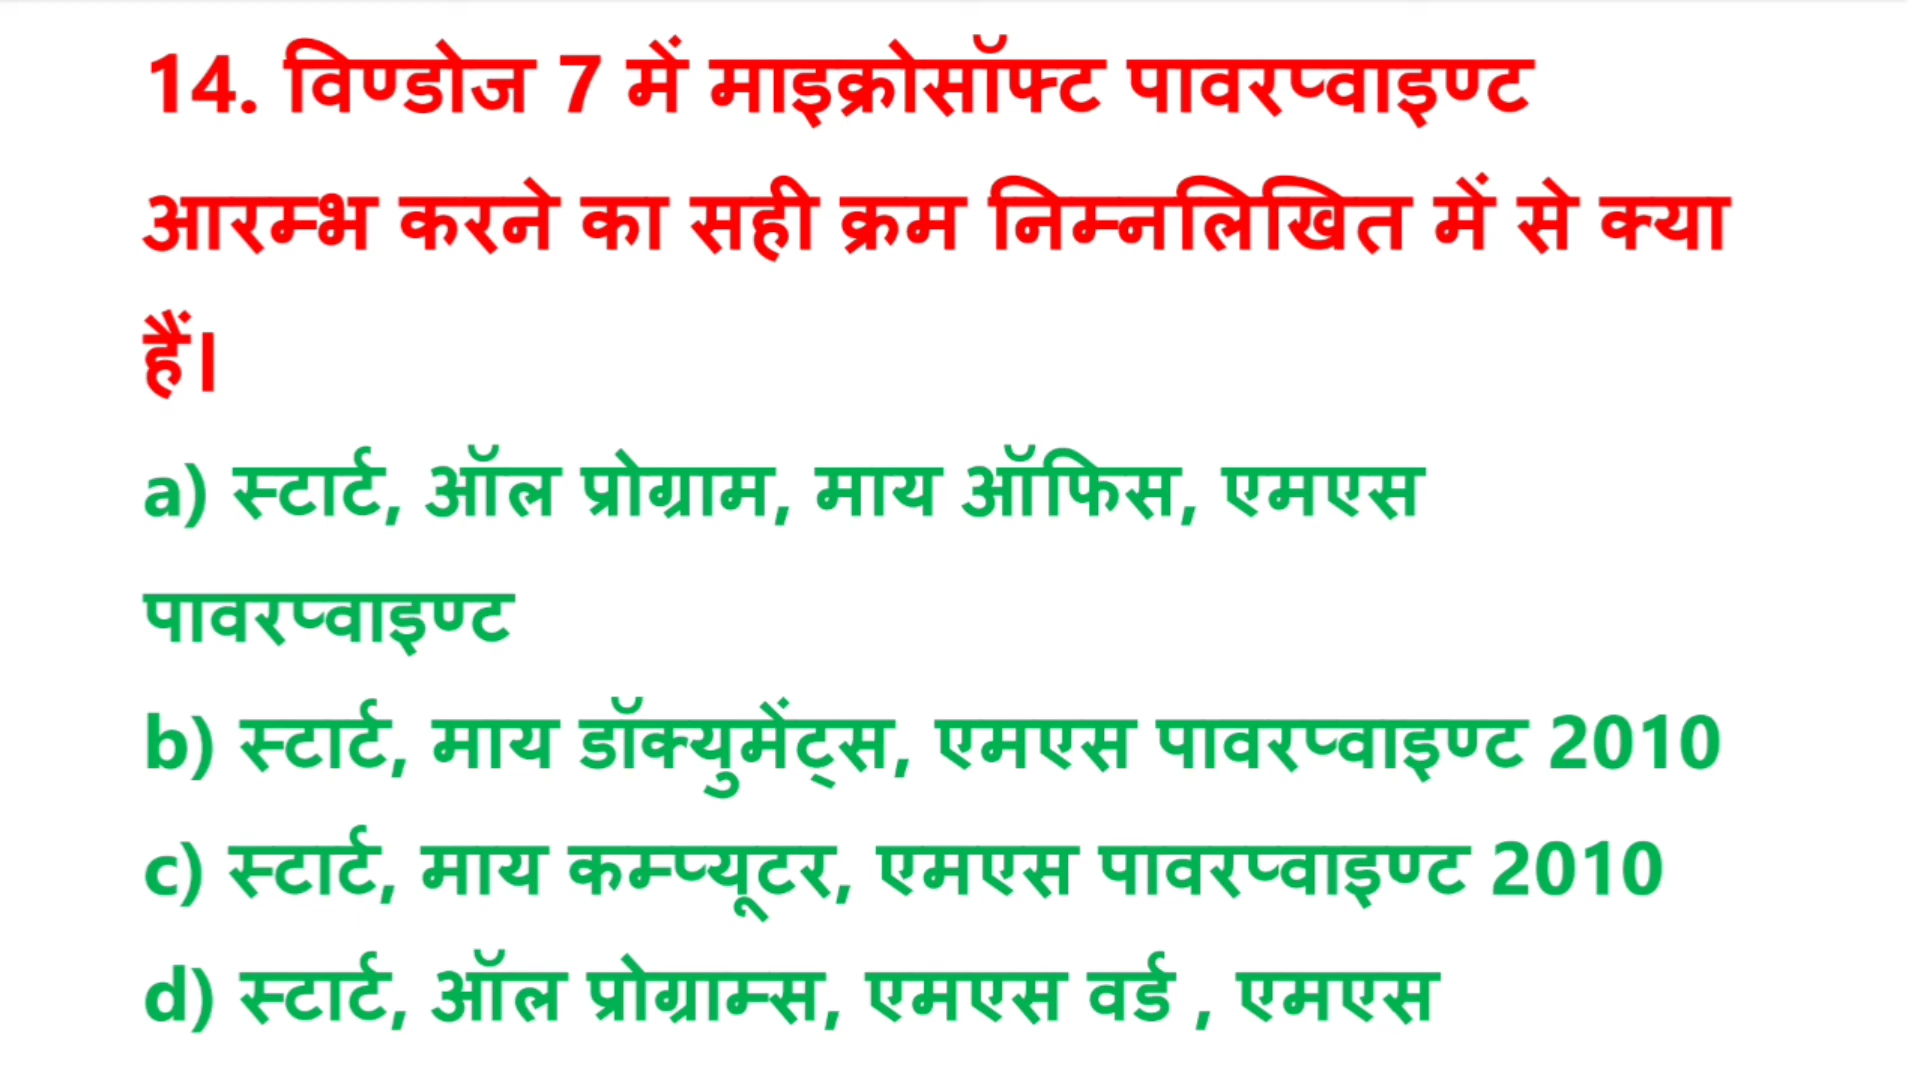 14. विण्डोज 7 में माइक्रोसॉफ्ट पावरप्वाइण्ट
आरम्भ करने का सही क्रम निम्नलिखित में से क्या
हैं।
a) स्टार्ट, ऑल प्रोग्राम, माय ऑफिस, एमएस
पावरप्वाइण्ट
b) स्टार्ट, माय डॉक्युमेंट्स, एमएस पावरप्वाइण्ट 2010
c) स्टार्ट, माय कम्प्यूटर, एमएस पावरप्वाइण्ट 2010
d) स्टार्ट, ऑल प्रोग्राम्स, एमएस वर्ड , एमएस